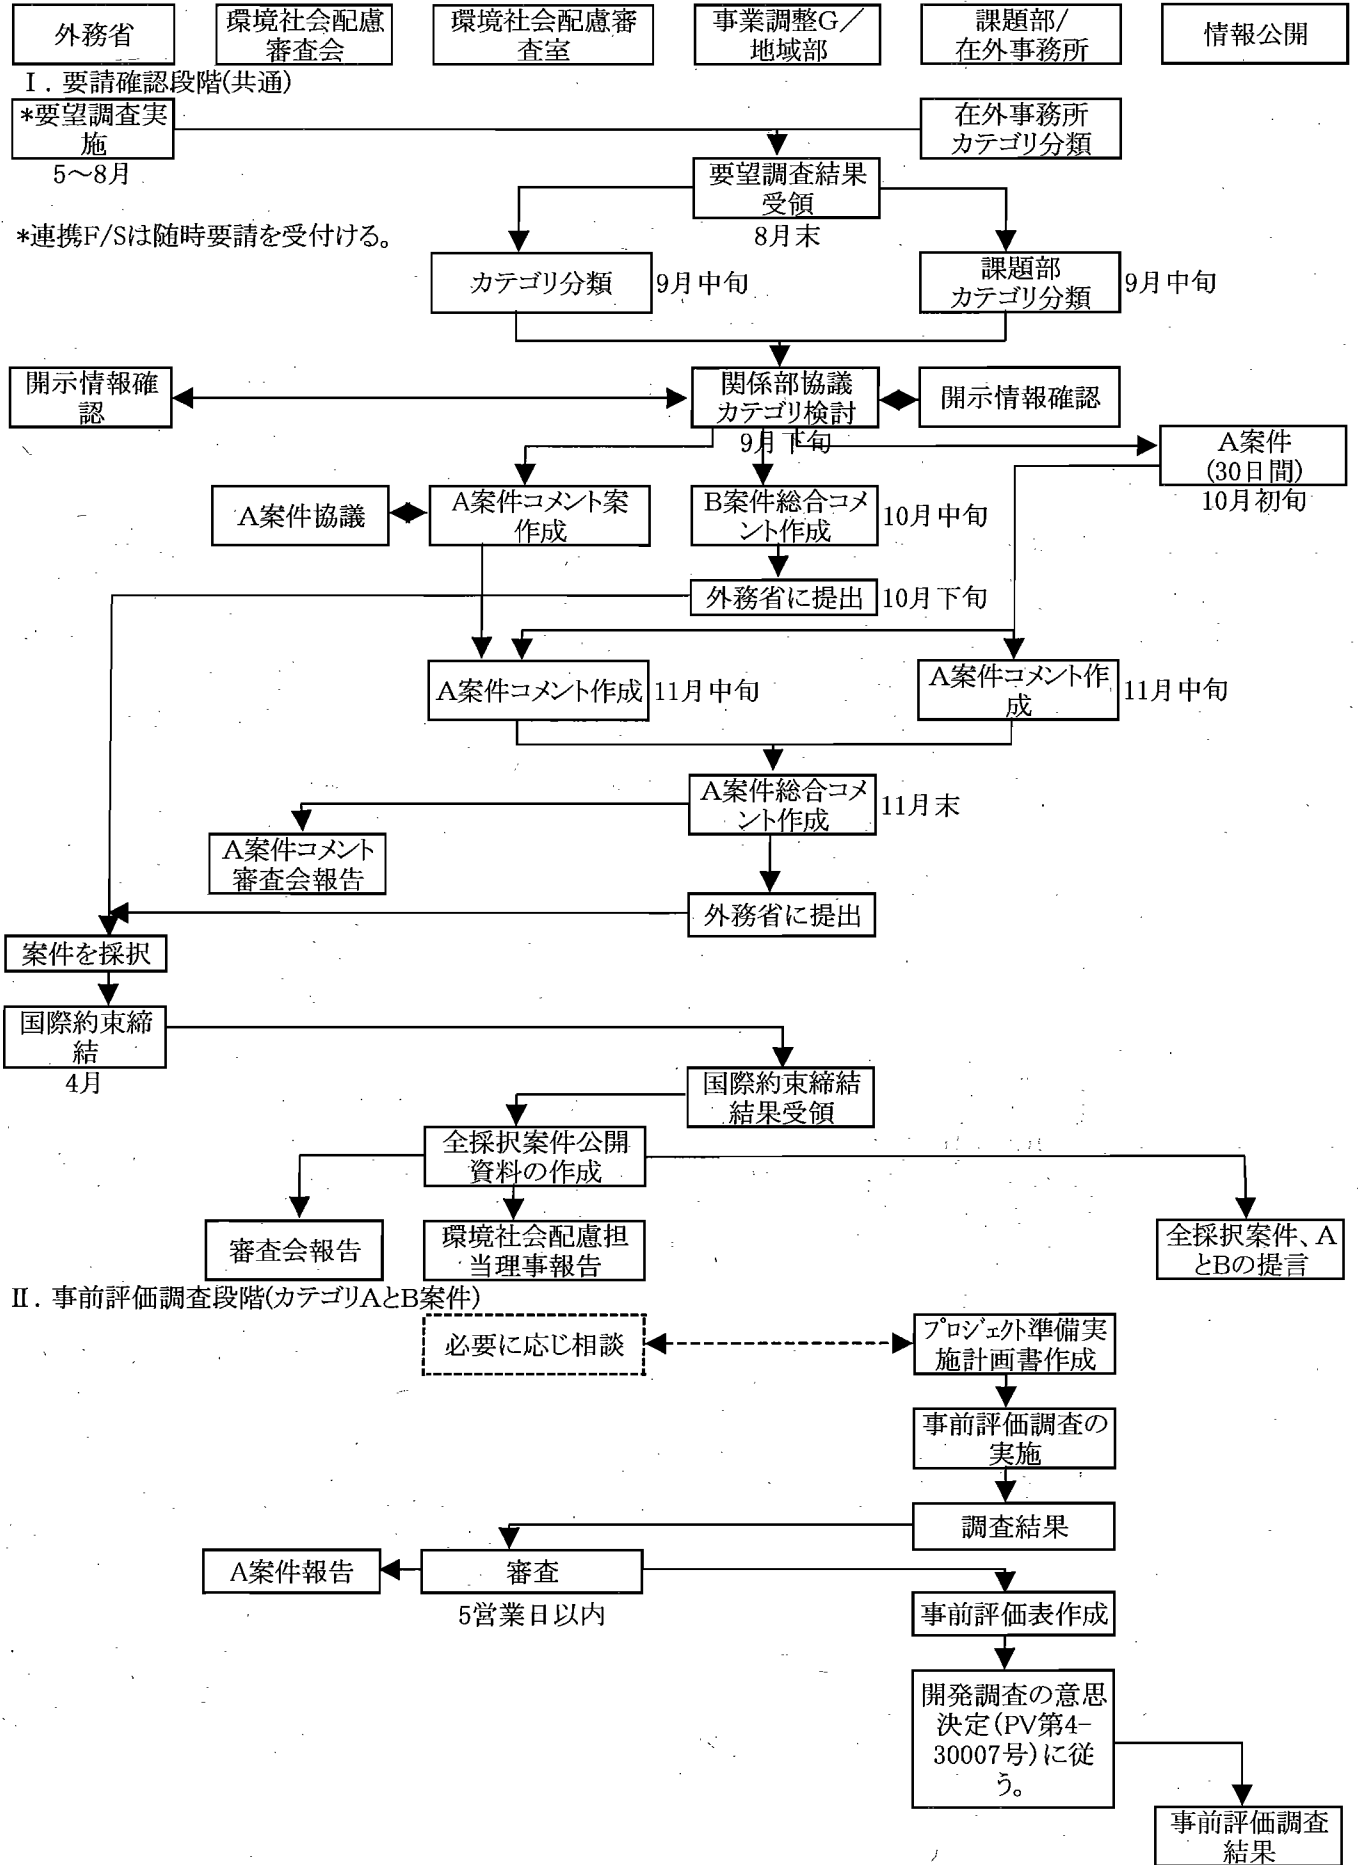 外務省
環境社会配慮
審査会
環境社会配慮審
査室
事業調整G／
地域部
課題部/
在外事務所
情報公開
Ⅰ. 要請確認段階(共通)
*要望調査実
施
5～8月
在外事務所
カテゴリ分類
要望調査結果
受領
8月末
*連携F/Sは随時要請を受付ける。
カテゴリ分類
9月中旬
課題部
カテゴリ分類
9月中旬
開示情報確
認
関係部協議
カテゴリ検討
9月下旬
開示情報確認
A案件
(30日間)
10月初旬
A案件協議
A案件コメント案
作成
B案件総合コメ
ント作成
10月中旬
外務省に提出
10月下旬
A案件コメント作成
11月中旬
A案件コメント作
成
11月中旬
A案件総合コメ
ント作成
11月末
A案件コメント
審査会報告
外務省に提出
案件を採択
国際約束締
結
4月
国際約束締結
結果受領
全採択案件公開
資料の作成
審査会報告
環境社会配慮担
当理事報告
全採択案件、A
とBの提言
Ⅱ. 事前評価調査段階(カテゴリAとB案件)
必要に応じ相談
プロジェクト準備実
施計画書作成
事前評価調査の
実施
調査結果
A案件報告
審査
5営業日以内
事前評価表作成
開発調査の意思
決定(PV第4-
30007号)に従
う。
事前評価調査
結果